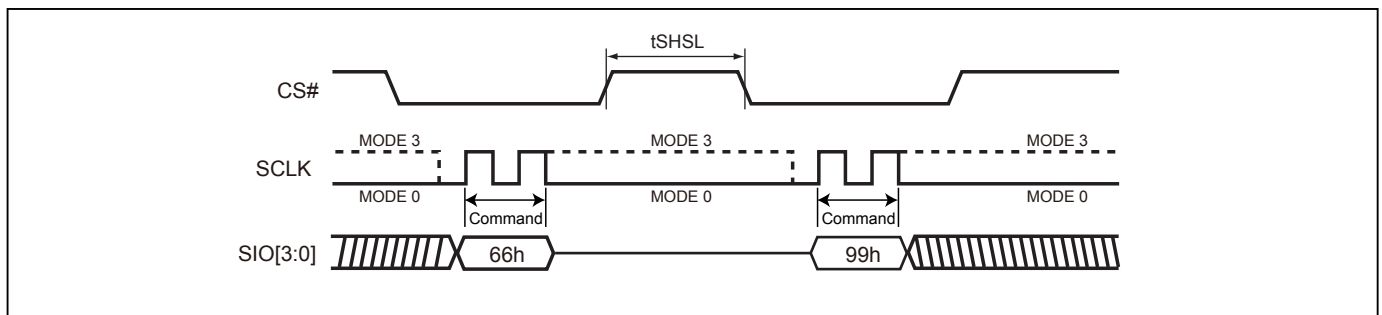 tSHSL
CS#
MODE 3 MODE 3 MODE 3
SCLK
MODE 0 MODE 0 MODE 0
Command Command
SIO[3:0] 66h 99h